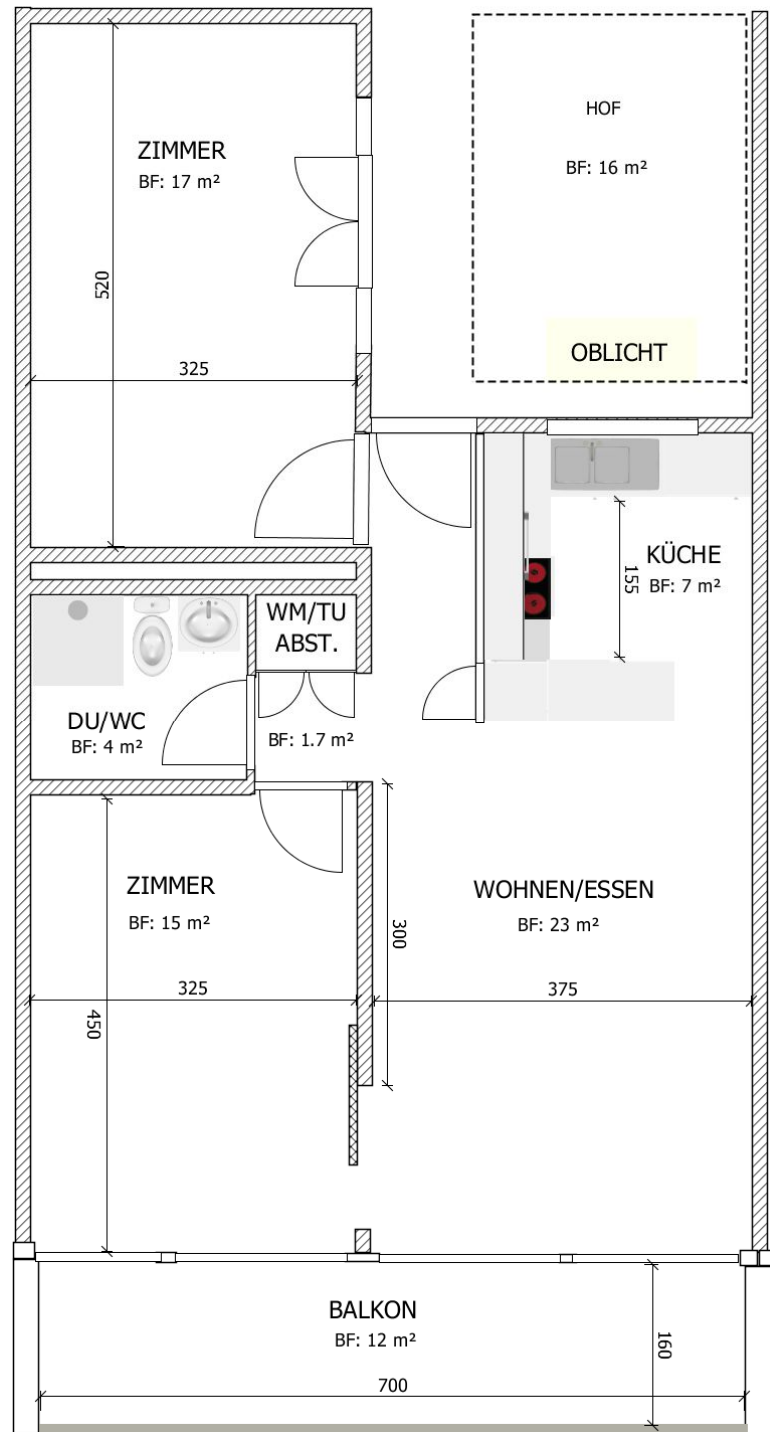 HOF
BF: 16 m²
ZIMMER
BF: 17 m²
520
325
OBLICHT
KÜCHE
BF: 7 m²
155
WM/TU
ABST.
DU/WC
BF: 4 m²
BF: 1.7 m²
ZIMMER
BF: 15 m²
WOHNEN/ESSEN
BF: 23 m²
300
325
375
450
BALKON
BF: 12 m²
160
700